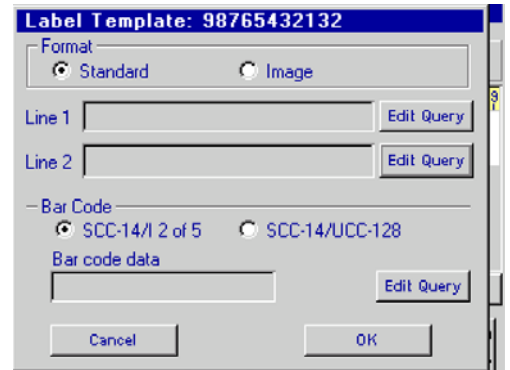 Label Template: 98765432132
Format
Standard Image
Line 1 Edit Query
Line 2 Edit Query
Bar Code
SCC-14/I 2 of 5 SCC-14/UCC-128
Bar code data
Edit Query
Cancel OK
9